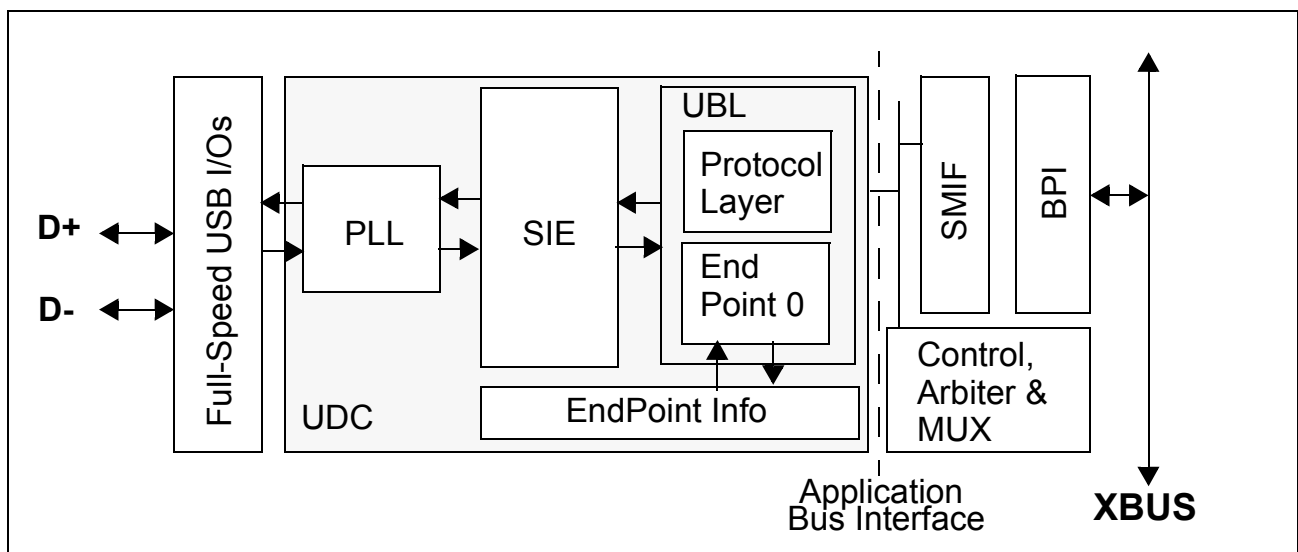 D+
D-
Full-Speed USB I/Os
UDC
PLL
SIE
UBL
Protocol
Layer
End
Point 0
EndPoint Info
SMIF
BPI
Control,
Arbiter &
MUX
Application
Bus Interface
XBUS